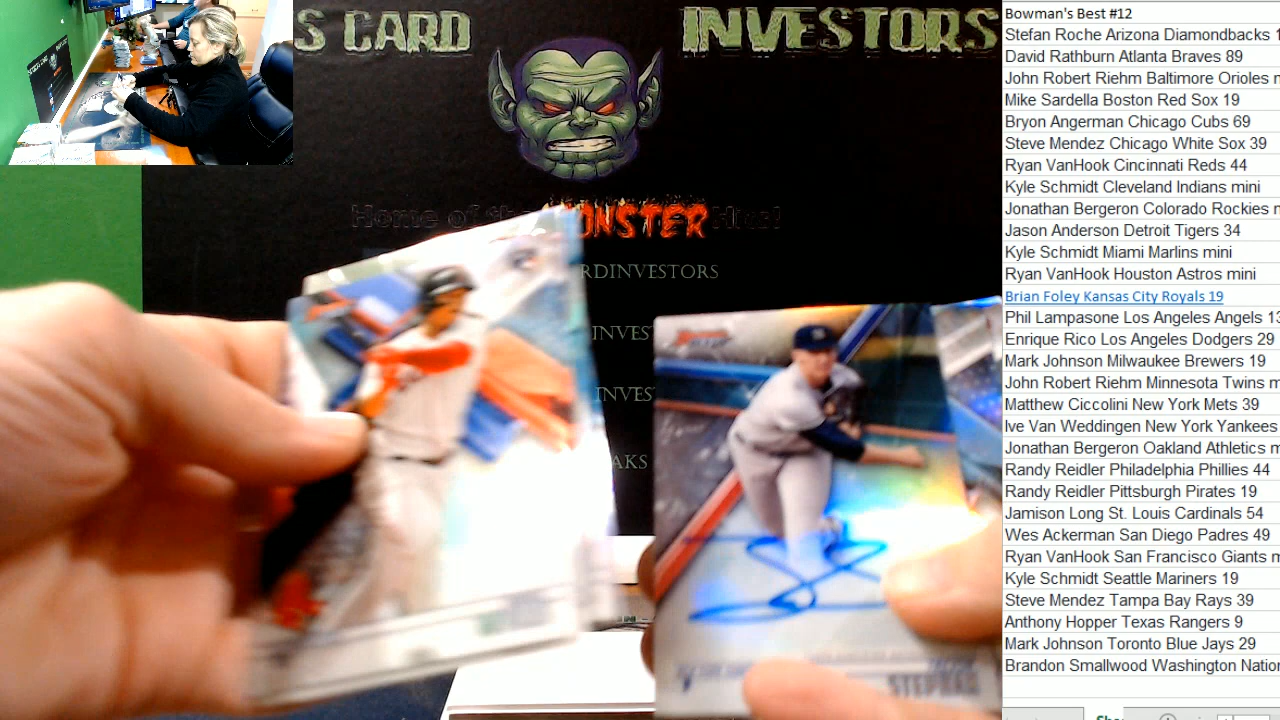 S CARD INVESTORS
Home of the MONSTER
RDINVESTORS
INVEST
INVES
AKS
Bowman's Best #12
Stefan Roche Arizona Diamondbacks 1
David Rathburn Atlanta Braves 89
John Robert Riehm Baltimore Orioles m
Mike Sardella Boston Red Sox 19
Bryon Angerman Chicago Cubs 69
Steve Mendez Chicago White Sox 39
Ryan VanHook Cincinnati Reds 44
Kyle Schmidt Cleveland Indians mini
Jonathan Bergeron Colorado Rockies m
Jason Anderson Detroit Tigers 34
Kyle Schmidt Miami Marlins mini
Ryan VanHook Houston Astros mini
Brian Foley Kansas City Royals 19
Phil Lampasone Los Angeles Angels 13
Enrique Rico Los Angeles Dodgers 29
Mark Johnson Milwaukee Brewers 19
John Robert Riehm Minnesota Twins m
Matthew Ciccolini New York Mets 39
Ive Van Weddingen New York Yankees
Jonathan Bergeron Oakland Athletics m
Randy Reidler Philadelphia Phillies 44
Randy Reidler Pittsburgh Pirates 19
Jamison Long St. Louis Cardinals 54
Wes Ackerman San Diego Padres 49
Ryan VanHook San Francisco Giants m
Kyle Schmidt Seattle Mariners 19
Steve Mendez Tampa Bay Rays 39
Anthony Hopper Texas Rangers 9
Mark Johnson Toronto Blue Jays 29
Brandon Smallwood Washington Nation